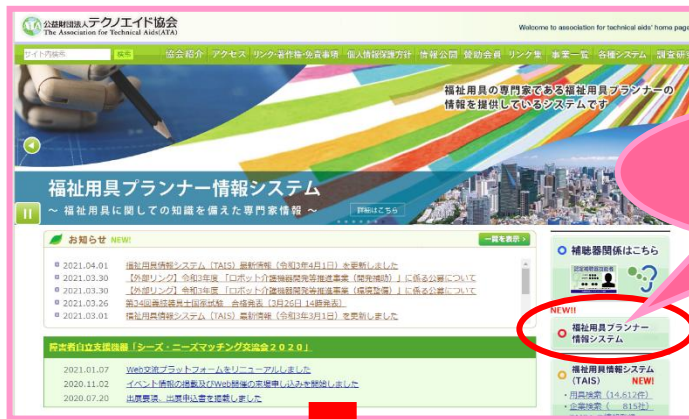 公益財団法人テクノエイド協会
The Association for Technical Aids(ATA)
Welcome to association for technical aids' home page
サイト内検索 検索 協会紹介 アクセス リンク・著作権・免責事項 個人情報保護方針 情報公開 賛助会員 リンク集 事業一覧 各種システム 調査研
福祉用具の専門家である福祉用具プランナーの
情報を提供しているシステムです
福祉用具プランナー情報システム
～ 福祉用具に関しての知識を備えた専門家情報 ～ 詳細はこちら
お知らせ NEW! 一覧を表示
2021.04.01 福祉用具情報システム（TAIS）最新情報（令和3年4月1日）を更新しました
2021.03.30 【外部リンク】令和3年度「ロボット介護機器開発等推進事業（開発補助）」に係る公募について
2021.03.30 【外部リンク】令和3年度「ロボット介護機器開発等推進事業（環境整備）」に係る公募について
2021.03.26 第34回義肢装具士国家試験 合格発表（3月26日 14時発表）
2021.03.01 福祉用具情報システム（TAIS）最新情報（令和3年3月1日）を更新しました
障害者自立支援機器「シーズ・ニーズマッチング交流会２０２０」
2021.01.07 Web交流プラットフォームをリニューアルしました
2020.11.02 イベント情報の掲載及びWeb開催の来場申し込みを開始しました
2020.07.20 出展要項、出展申込書を掲載しました
補聴器関係はこちら
NEW!!
福祉用具プランナー
情報システム
福祉用具情報システム
（TAIS） NEW!
・用具検索（14,612件）
・企業検索（ 815社）